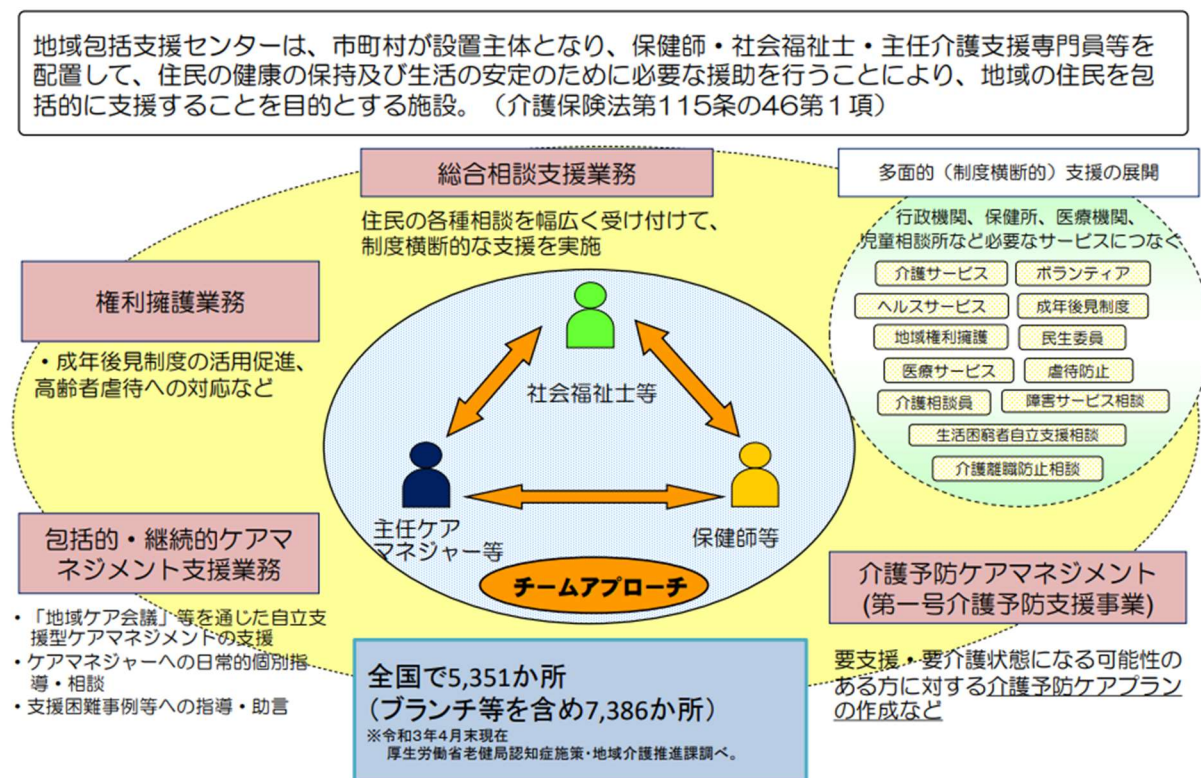 地域包括支援センターは、市町村が設置主体となり、保健師・社会福祉士・主任介護支援専門員等を
配置して、住民の健康の保持及び生活の安定のために必要な援助を行うことにより、地域の住民を包
括的に支援することを目的とする施設。（介護保険法第115条の46第１項）
総合相談支援業務
住民の各種相談を幅広く受け付けて、
制度横断的な支援を実施
多面的（制度横断的）支援の展開
行政機関、保健所、医療機関、
児童相談所など必要なサービスにつなぐ
介護サービス
ボランティア
ヘルスサービス
成年後見制度
地域権利擁護
民生委員
医療サービス
虐待防止
介護相談員
障害サービス相談
生活困窮者自立支援相談
介護離職防止相談
権利擁護業務
・成年後見制度の活用促進、
高齢者虐待への対応など
社会福祉士等
主任ケア
マネジャー等
保健師等
チームアプローチ
包括的・継続的ケアマ
ネジメント支援業務
・「地域ケア会議」等を通じた自立支
援型ケアマネジメントの支援
・ケアマネジャーへの日常的個別指
導・相談
・支援困難事例等への指導・助言
全国で5,351か所
（ブランチ等を含め7,386か所）
※令和3年4月末現在
厚生労働省老健局認知症施策・地域介護推進課調べ。
介護予防ケアマネジメント
(第一号介護予防支援事業)
要支援・要介護状態になる可能性の
ある方に対する介護予防ケアプラン
の作成など